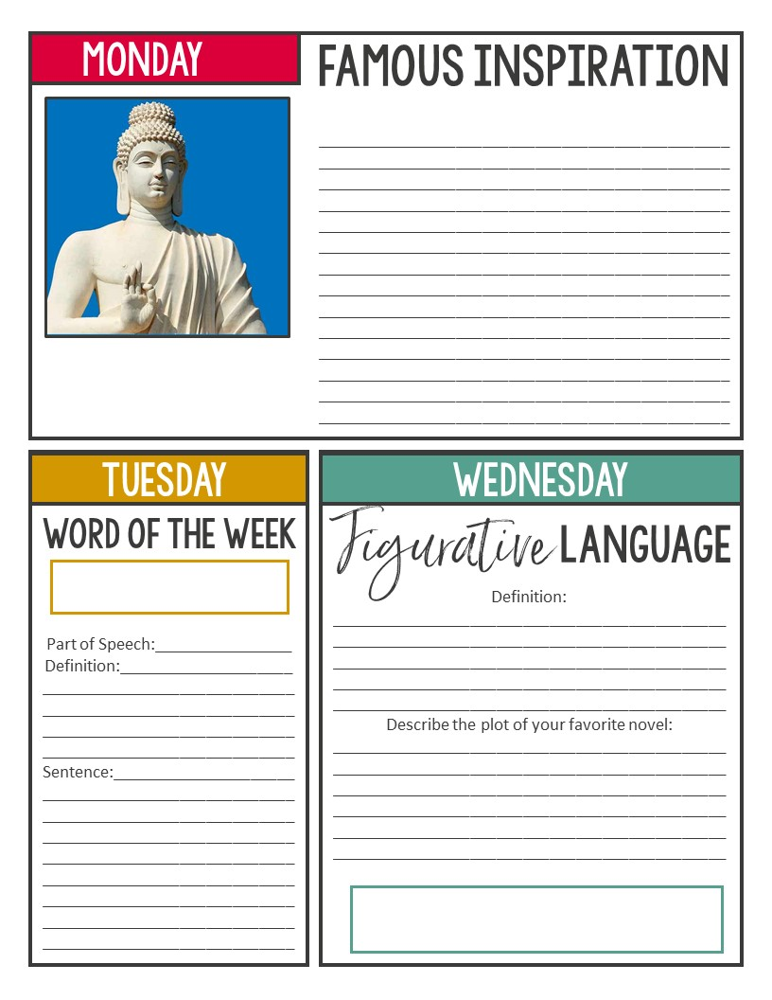 MONDAY
FAMOUS INSPIRATION
TUESDAY
WORD OF THE WEEK
Part of Speech:
Definition:
Sentence:
WEDNESDAY
Figurative LANGUAGE
Definition:
Describe the plot of your favorite novel: